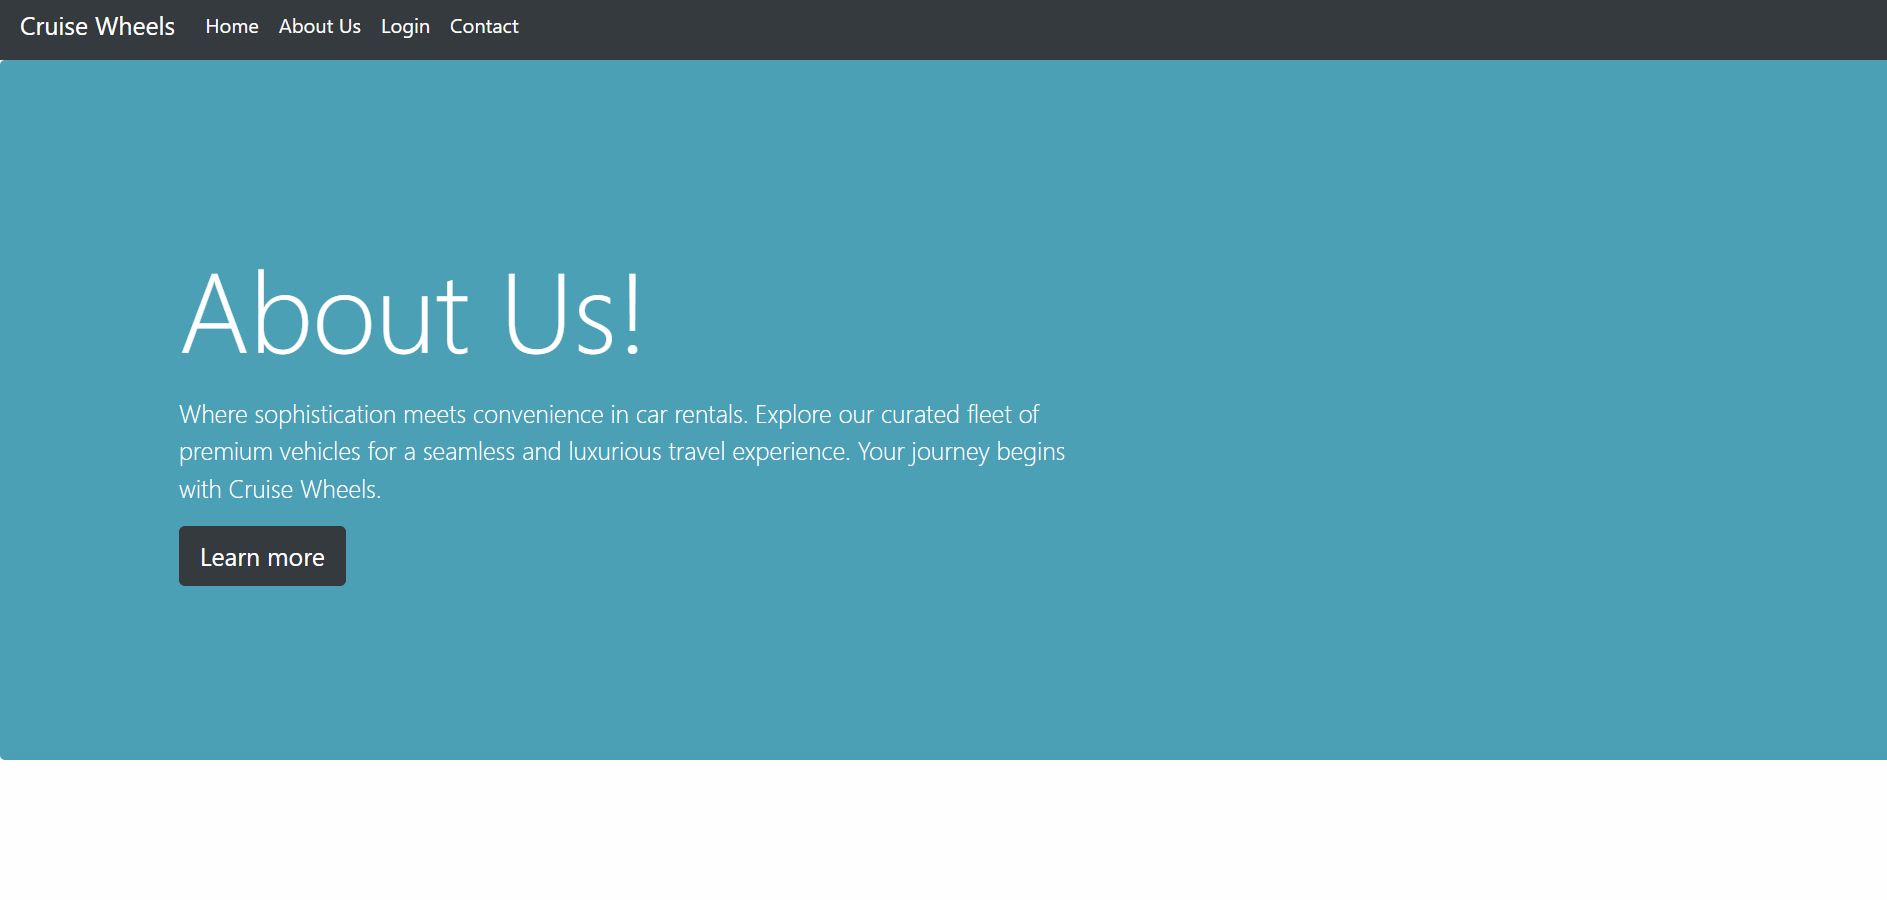 Cruise Wheels Home About Us Login Contact
About Us!
Where sophistication meets convenience in car rentals. Explore our curated fleet of
premium vehicles for a seamless and luxurious travel experience. Your journey begins
with Cruise Wheels.
Learn more